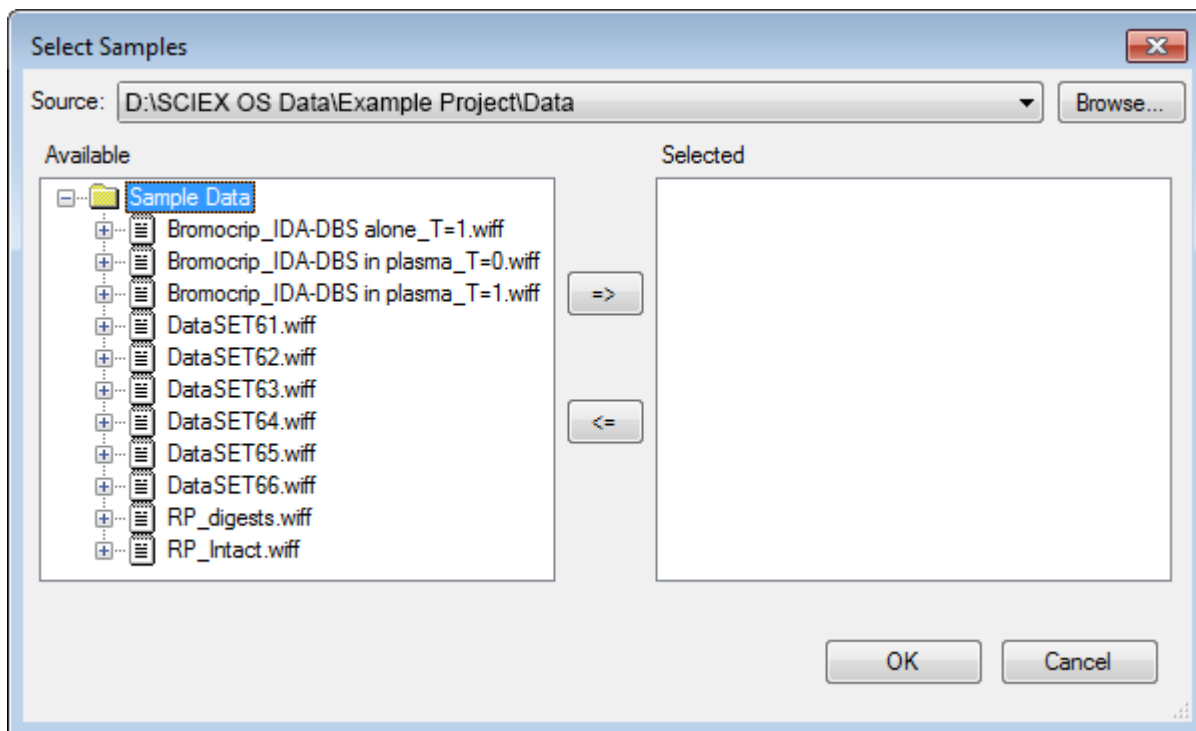 Select Samples
Source: D:\SCIEX OS Data\Example Project\Data Browse...
Available Selected
Sample Data
Bromocrip_IDA-DBS alone_T=1.wiff
Bromocrip_IDA-DBS in plasma_T=0.wiff
Bromocrip_IDA-DBS in plasma_T=1.wiff
=>
DataSET61.wiff
DataSET62.wiff
DataSET63.wiff
DataSET64.wiff
<=
DataSET65.wiff
DataSET66.wiff
RP_digests.wiff
RP_Intact.wiff
OK Cancel